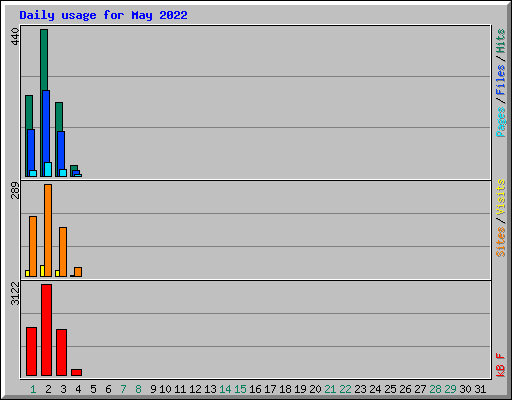 Daily usage for May 2022
440
Pages/Files/Hits
289
Sites/Visits
3122
kB F
1 2 3 4 5 6 7 8 9 10 11 12 13 14 15 16 17 18 19 20 21 22 23 24 25 26 27 28 29 30 31